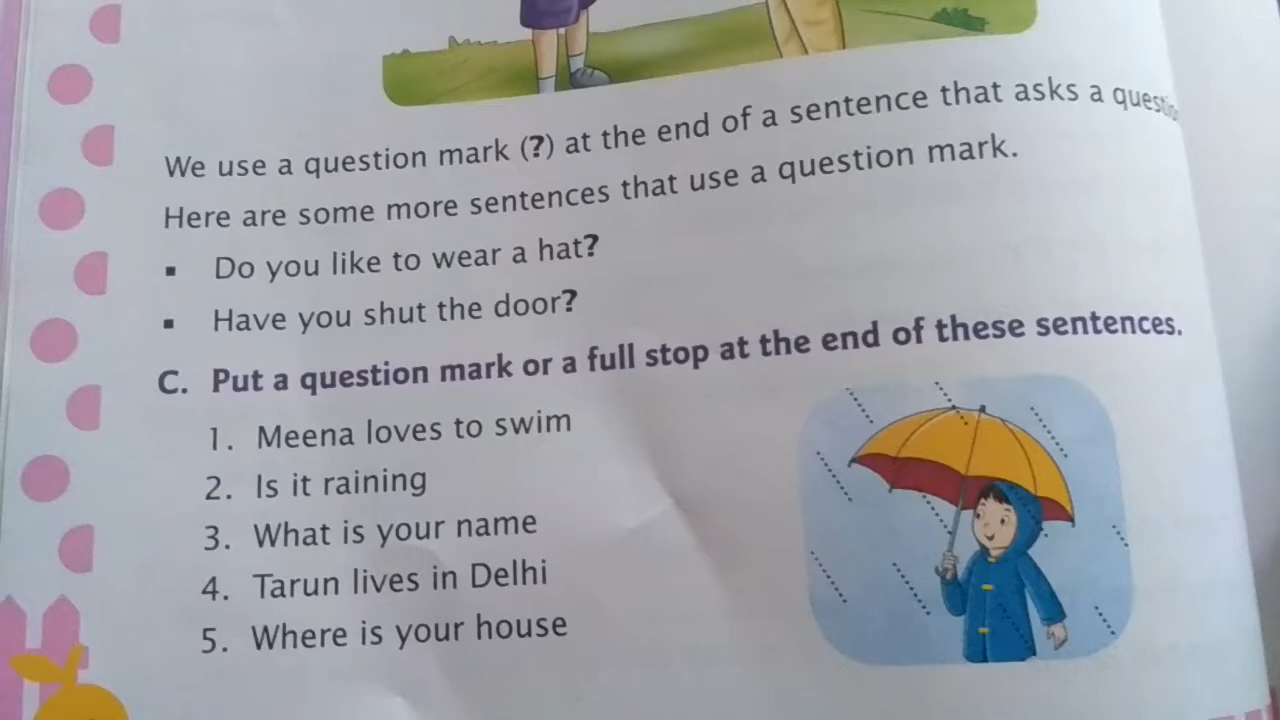 We use a question mark (?) at the end of a sentence that asks a question
Here are some more sentences that use a question mark.
▪ Do you like to wear a hat?
▪ Have you shut the door?
C. Put a question mark or a full stop at the end of these sentences.
1. Meena loves to swim
2. Is it raining
3. What is your name
4. Tarun lives in Delhi
5. Where is your house